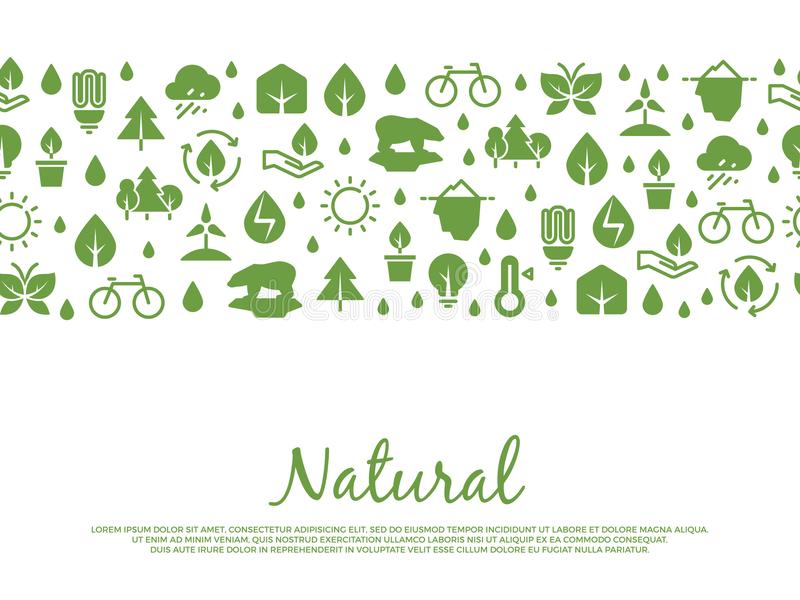 Natural
LOREM IPSUM DOLOR SIT AMET, CONSECTETUR ADIPISICING ELIT, SED DO EIUSMOD TEMPOR INCIDIDUNT UT LABORE ET DOLORE MAGNA ALIQUA.
UT ENIM AD MINIM VENIAM, QUIS NOSTRUD EXERCITATION ULLAMCO LABORIS NISI UT ALIQUIP EX EA COMMODO CONSEQUAT.
DUIS AUTE IRURE DOLOR IN REPREHENDERIT IN VOLUPTATE VELIT ESSE CILLUM DOLORE EU FUGIAT NULLA PARIATUR.